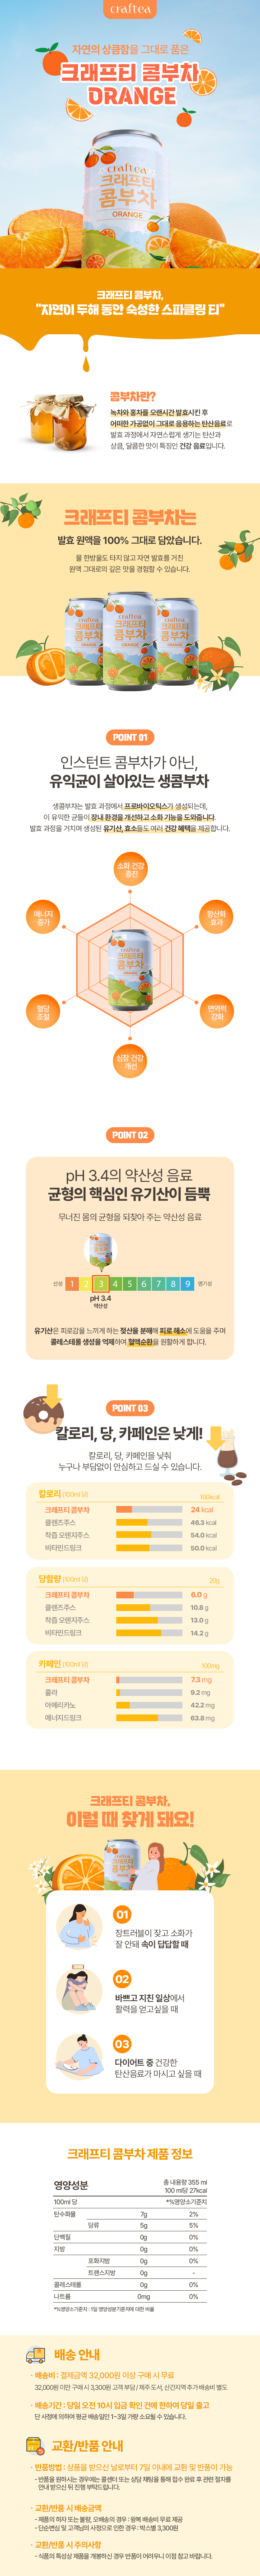 craftea
자연의 상큼함을 그대로 품은
크래프티 콤부차
ORANGE
craftea
크래프티
콤부차
ORANGE
크래프티 콤부차,
"자연이 두해 동안 숙성한 스파클링 티"
콤부차란?
녹차와 홍차를 오랜시간 발효시킨 후
어떠한 가공없이 그대로 음용하는 탄산음료로
발효 과정에서 자연스럽게 생기는 탄산과
상큼, 달콤한 맛이 특징인 건강 음료입니다.
크래프티 콤부차는
발효 원액을 100% 그대로 담았습니다.
물 한방울도 타지 않고 자연 발효를 거친
원액 그대로의 깊은 맛을 경험할 수 있습니다.
craftea
크래프티
콤부차
ORANGE
POINT 01
인스턴트 콤부차가 아닌,
유익균이 살아있는 생콤부차
생콤부차는 발효 과정에서 프로바이오틱스가 생성되는데,
이 유익한 균들이 장내 환경을 개선하고 소화 기능을 도와줍니다.
발효 과정을 거치며 생성된 유기산, 효소들도 여러 건강 혜택을 제공합니다.
소화 건강
증진
에너지
증가
항산화
효과
혈당
조절
면역력
강화
심장 건강
개선
craftea
크래프티
콤부차
POINT 02
pH 3.4의 약산성 음료
균형의 핵심인 유기산이 듬뿍
무너진 몸의 균형을 되찾아 주는 약산성 음료
산성 1 2 3 4 5 6 7 8 9 염기성
pH 3.4
약산성
유기산은 피로감을 느끼게 하는 젖산을 분해해 피로 해소에 도움을 주며
콜레스테롤 생성을 억제하여 혈액순환을 원활하게 합니다.
POINT 03
칼로리, 당, 카페인은 낮게!
칼로리, 당, 카페인을 낮춰
누구나 부담없이 안심하고 드실 수 있습니다.
칼로리 (100ml 당) 100kcal
크래프티 콤부차 24 kcal
클렌즈주스 46.3 kcal
착즙 오렌지주스 54.0 kcal
비타민드링크 50.0 kcal
당함량 (100ml 당) 20g
크래프티 콤부차 6.0 g
클렌즈주스 10.8 g
착즙 오렌지주스 13.0 g
비타민드링크 14.2 g
카페인 (100ml 당) 100mg
크래프티 콤부차 7.3 mg
콜라 9.2 mg
아메리카노 42.2 mg
에너지드링크 63.8 mg
크래프티 콤부차,
이럴 때 찾게 돼요!
craftea
크래프티
콤부차
01
장트러블이 잦고 소화가
잘 안돼 속이 답답할 때
02
바쁘고 지친 일상에서
활력을 얻고싶을 때
03
다이어트 중 건강한
탄산음료가 마시고 싶을 때
크래프티 콤부차 제품 정보
영양성분
총 내용량 355 ml
100 ml당 27kcal
100ml 당 *%영양소기준치
탄수화물 7g 2%
당류 5g 5%
단백질 0g 0%
지방 0g 0%
포화지방 0g 0%
트랜스지방 0g -
콜레스테롤 0g 0%
나트륨 0mg 0%
*%영양소기준치 : 1일 영양성분기준치에 대한 비율
배송 안내
· 배송비 : 결제금액 32,000원 이상 구매 시 무료
32,000원 미만 구매 시 3,300원 고객 부담 / 제주 도서, 산간지역 추가 배송비 별도
· 배송기간 : 당일 오전 10시 입금 확인 건에 한하여 당일 출고
단 사정에 의하여 평균 배송일인 1~3일 가량 소요될 수 있습니다.
교환/반품 안내
· 반품방법 : 상품을 받으신 날로부터 7일 이내에 교환 및 반품이 가능
- 반품을 원하시는 경우에는 콜센터 또는 상담 채팅을 통해 접수 완료 후 관련 절차를
안내 받으신 뒤 진행 부탁드립니다.
· 교환/반품 시 배송금액
- 제품의 하자 또는 불량, 오배송의 경우 : 왕복 배송비 무료 제공
- 단순변심 및 고객님의 사정으로 인한 경우 : 박스별 3,300원
· 교환/반품 시 주의사항
- 식품의 특성상 제품을 개봉하신 경우 반품이 어려우니 이점 참고 바랍니다.